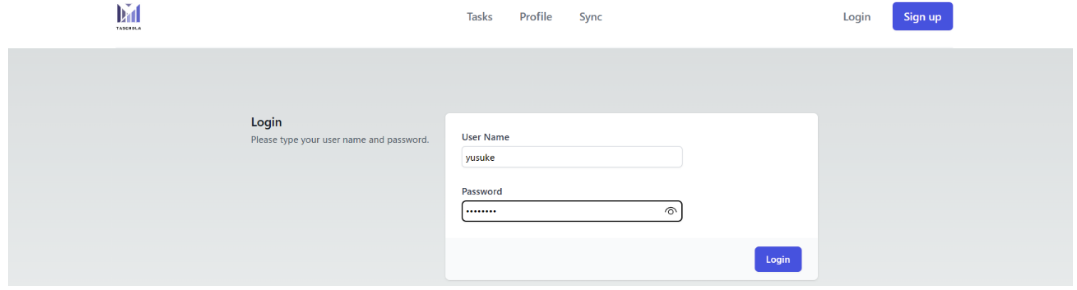 Tasks Profile Sync Login Sign up
Login
Please type your user name and password.
User Name
yusuke
Password
••••••••
Login